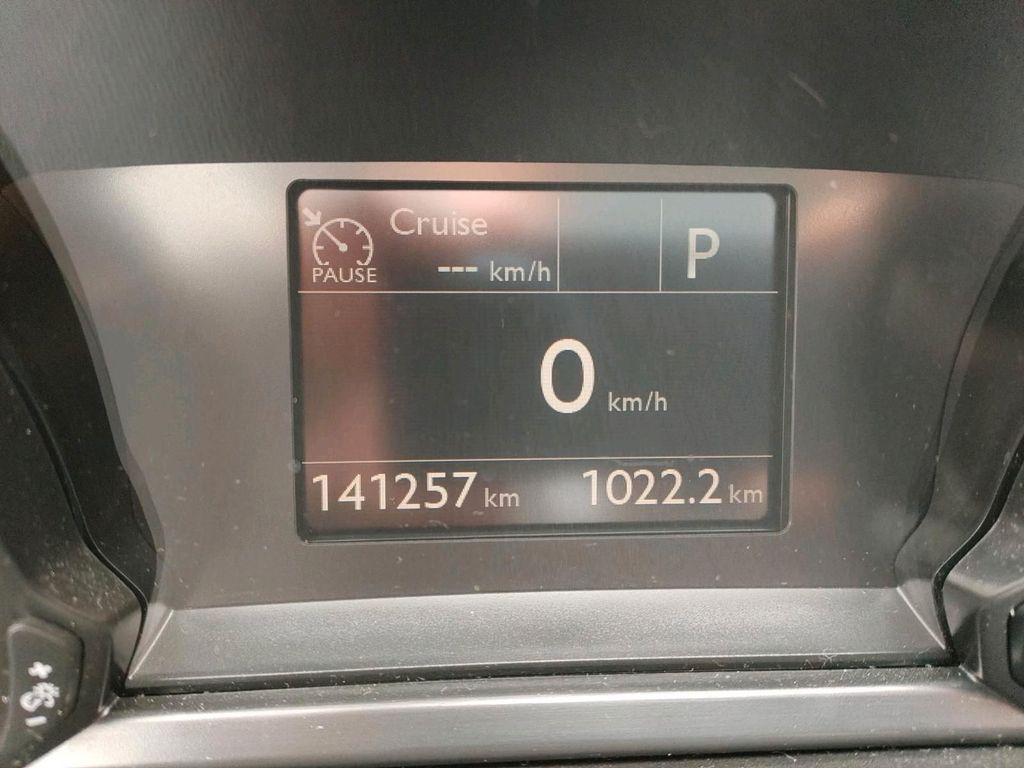 Cruise
PAUSE
--- km/h
P
0 km/h
141257 km 1022.2 km